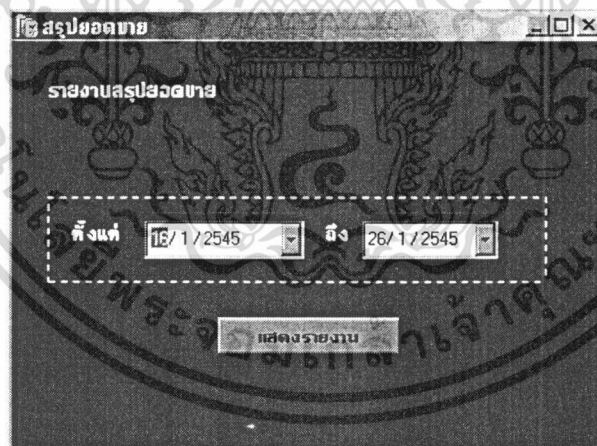 สรุปยอดขาย
รายงานสรุปยอดขาย
ตั้งแต่ 16/ 1 /2545 ถึง 26/ 1 /2545
แสดงรายงาน